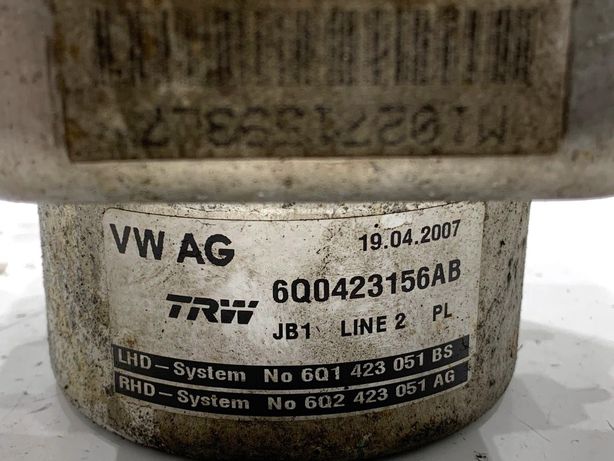 M10271593L7
VW AG 19.04.2007
TRW 6Q0423156AB
JB1 LINE 2 PL
LHD-System No 6Q1 423 051 BS
RHD-System No 6Q2 423 051 AG